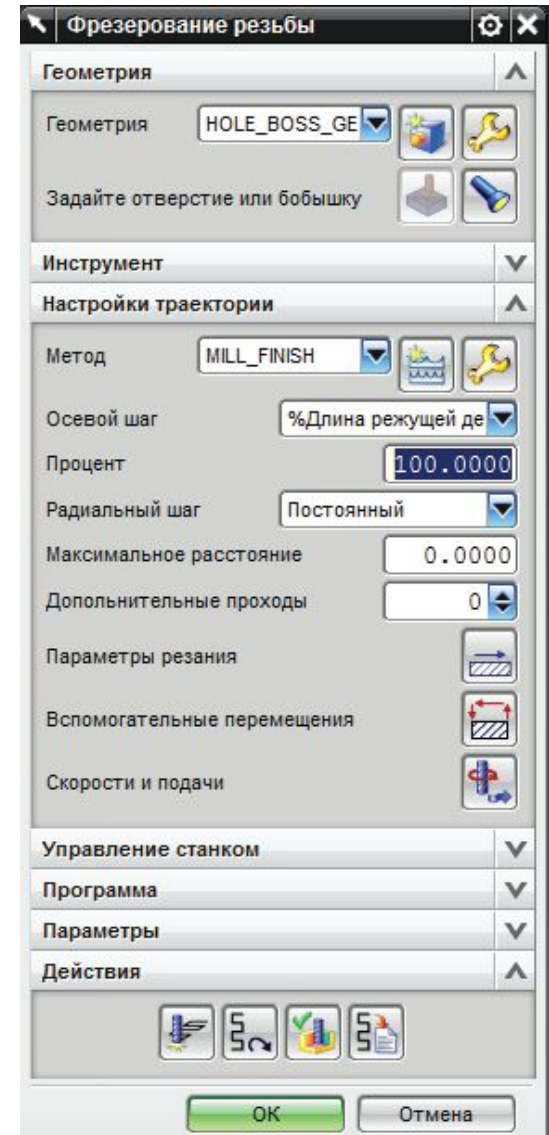 Фрезерование резьбы
Геометрия
Геометрия HOLE_BOSS_GE
Задайте отверстие или бобышку
Инструмент
Настройки траектории
Метод MILL_FINISH
Осевой шаг %Длина режущей де
Процент 100.0000
Радиальный шаг Постоянный
Максимальное расстояние 0.0000
Допольнительные проходы 0
Параметры резания
Вспомогательные перемещения
Скорости и подачи
Управление станком
Программа
Параметры
Действия
ОК Отмена